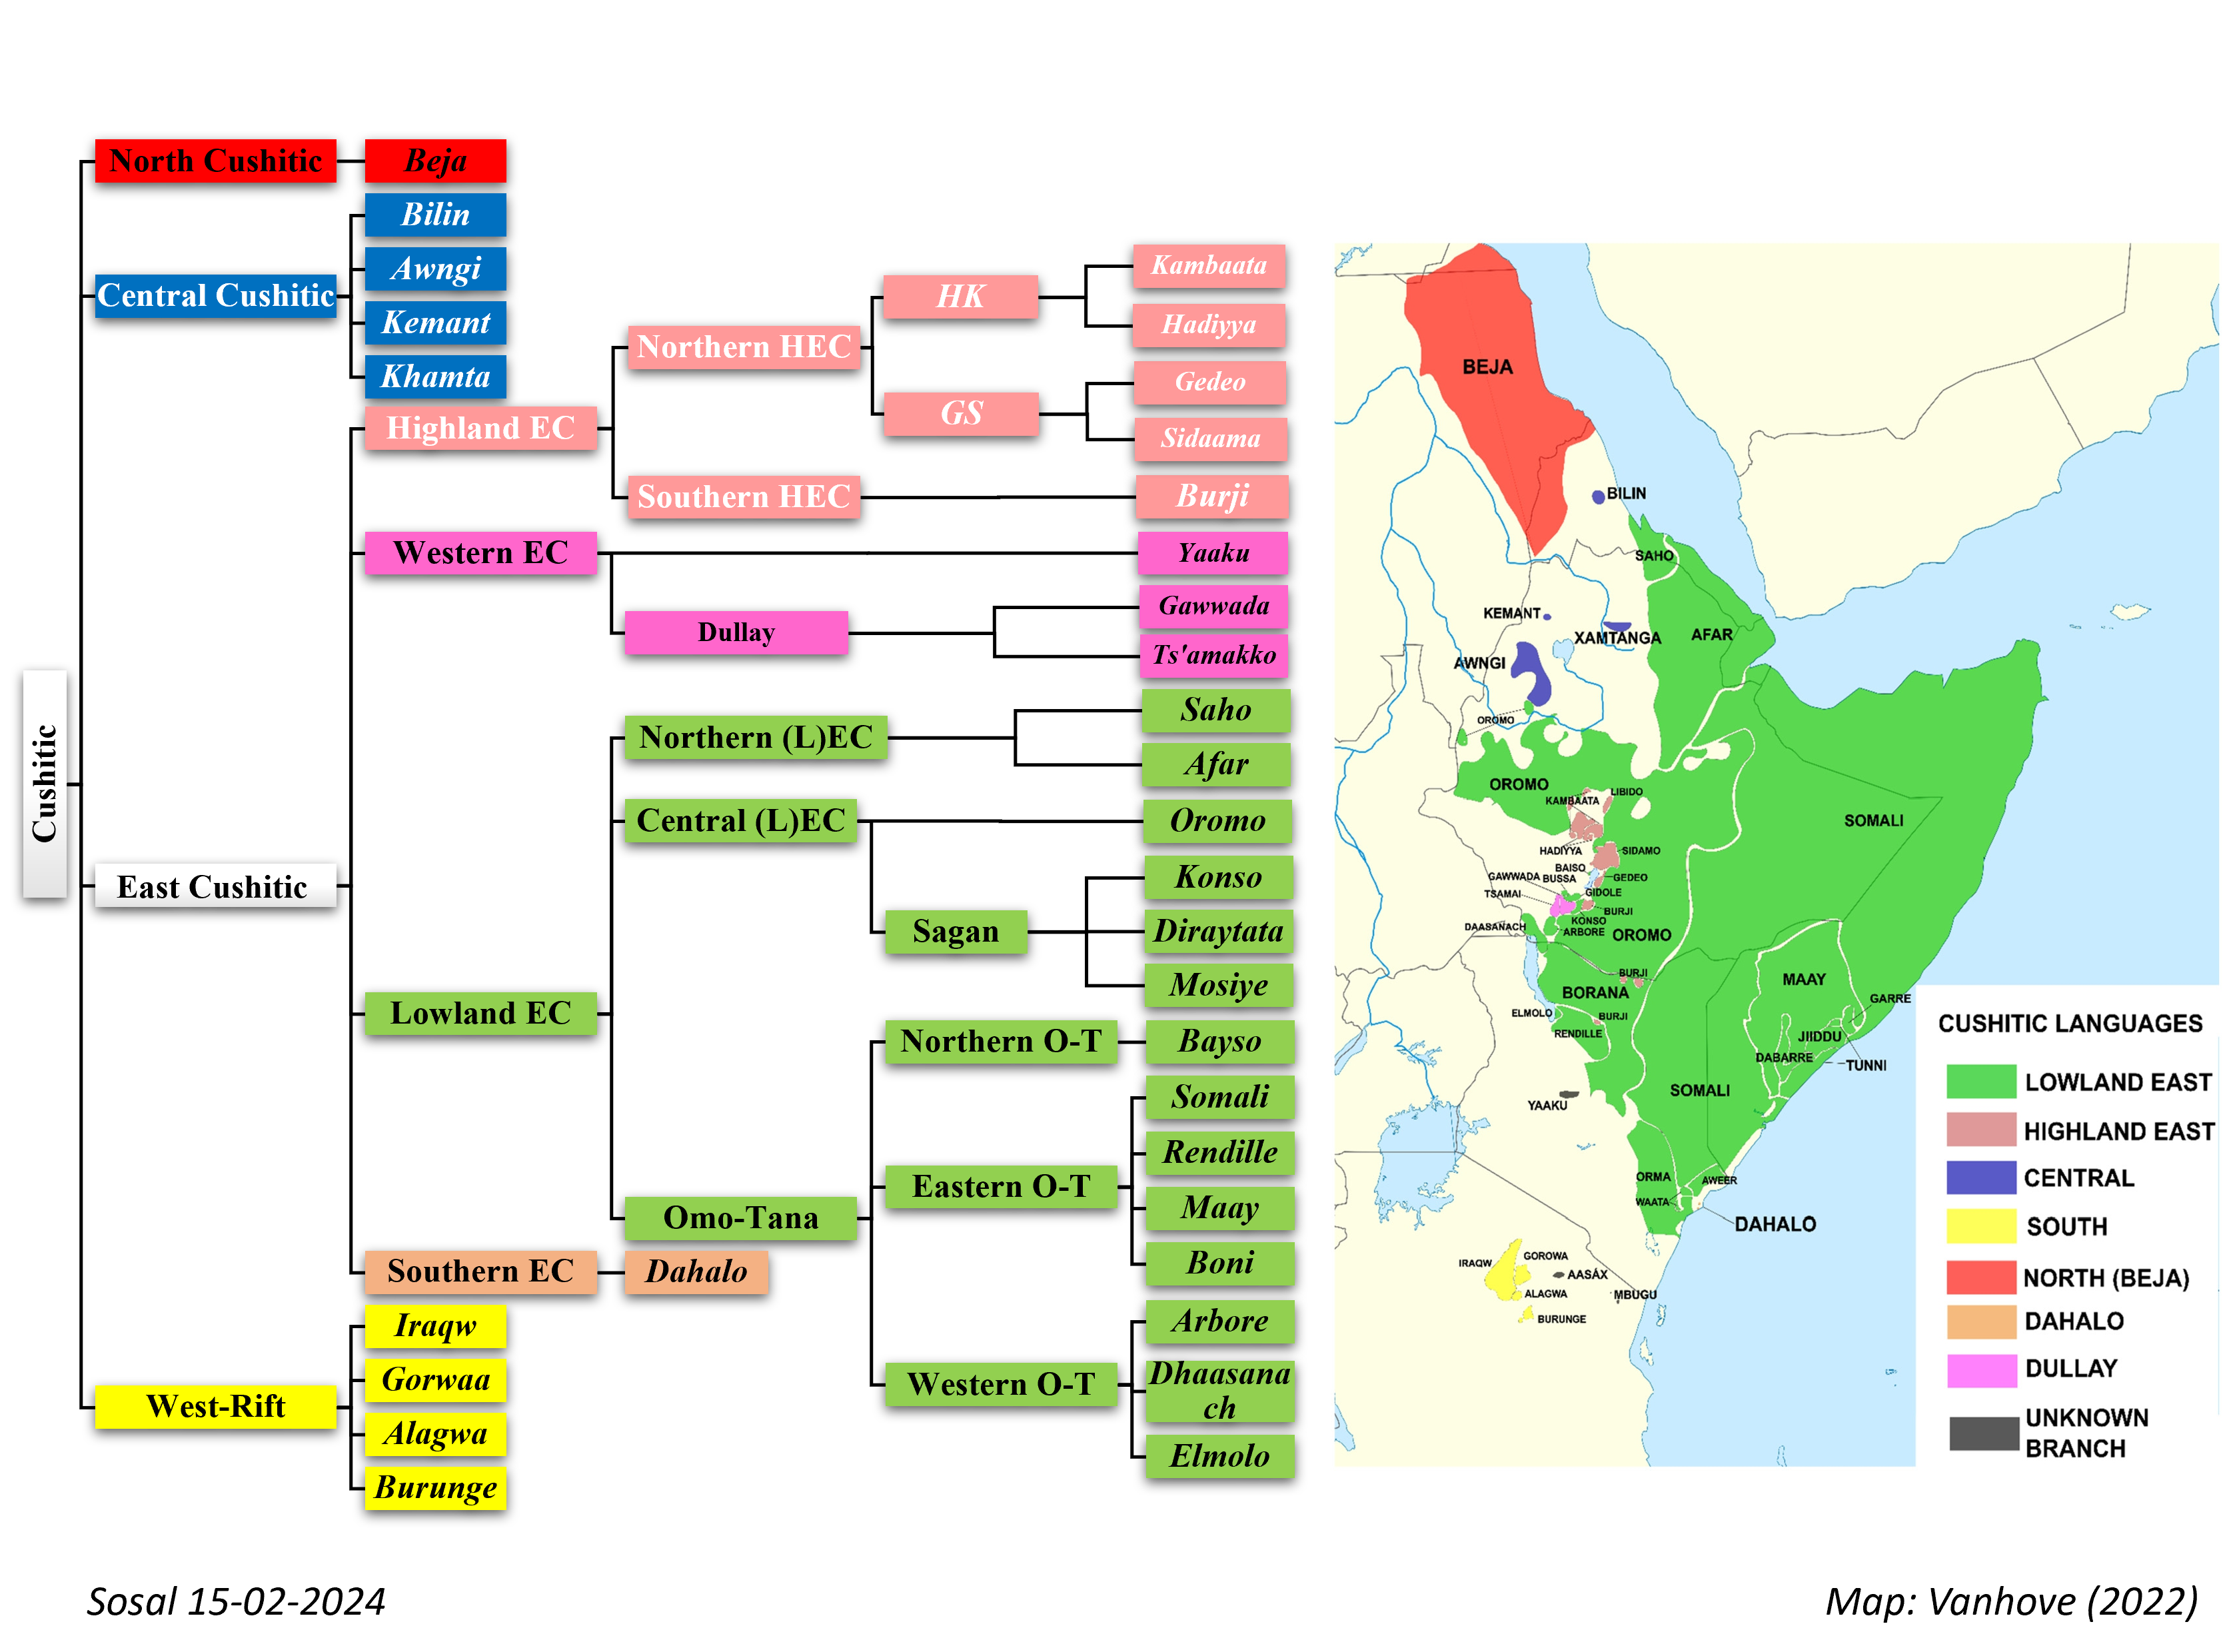 Cushitic
North Cushitic
Beja
Central Cushitic
Bilin
Awngi
Kemant
Khamta
East Cushitic
Highland EC
Northern HEC
HK
Kambaata
Hadiyya
GS
Gedeo
Sidaama
Southern HEC
Burji
Western EC
Yaaku
Dullay
Gawwada
Ts'amakko
Lowland EC
Northern (L)EC
Saho
Afar
Central (L)EC
Oromo
Sagan
Konso
Diraytata
Mosiye
Omo-Tana
Northern O-T
Bayso
Eastern O-T
Somali
Rendille
Maay
Boni
Western O-T
Arbore
Dhaasana
ch
Elmolo
Southern EC
Dahalo
West-Rift
Iraqw
Gorwaa
Alagwa
Burunge
BEJA
BILIN
SAHO
KEMANT
XAMTANGA
AFAR
AWNGI
OROMO
OROMO
LIBIDO
KAMBAATA
SOMALI
HADIYYA
SIDAMO
BAISO
GAWWADA
BUSSA
GEDEO
TSAMAI
GIDOLE
BURJI
KONSO
DAASANACH
ARBORE
OROMO
BURJI
MAAY
BORANA
GARRE
ELMOLO
BURJI
RENDILLE
JIIDDU
DABARRE
TUNNI
SOMALI
YAAKU
ORMA
AWEER
WAATA
DAHALO
GOROWA
IRAQW
AASÁX
ALAGWA
MBUGU
BURUNGE
CUSHITIC LANGUAGES
LOWLAND EAST
HIGHLAND EAST
CENTRAL
SOUTH
NORTH (BEJA)
DAHALO
DULLAY
UNKNOWN
BRANCH
Sosal 15-02-2024
Map: Vanhove (2022)